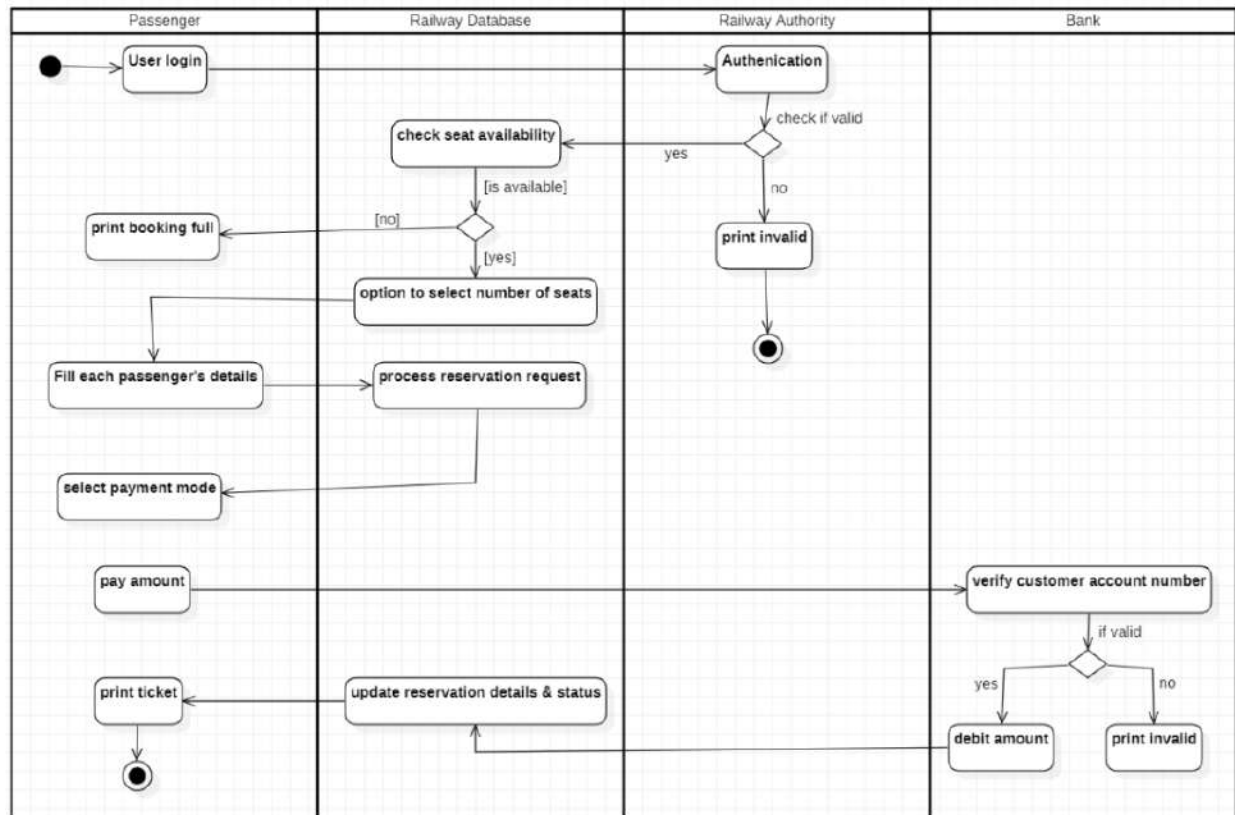 Passenger
Railway Database
Railway Authority
Bank
User login
Authenication
check if valid
check seat availability
yes
[is available]
no
print booking full
[no]
print invalid
[yes]
option to select number of seats
Fill each passenger's details
process reservation request
select payment mode
pay amount
verify customer account number
if valid
print ticket
update reservation details & status
yes
no
debit amount
print invalid